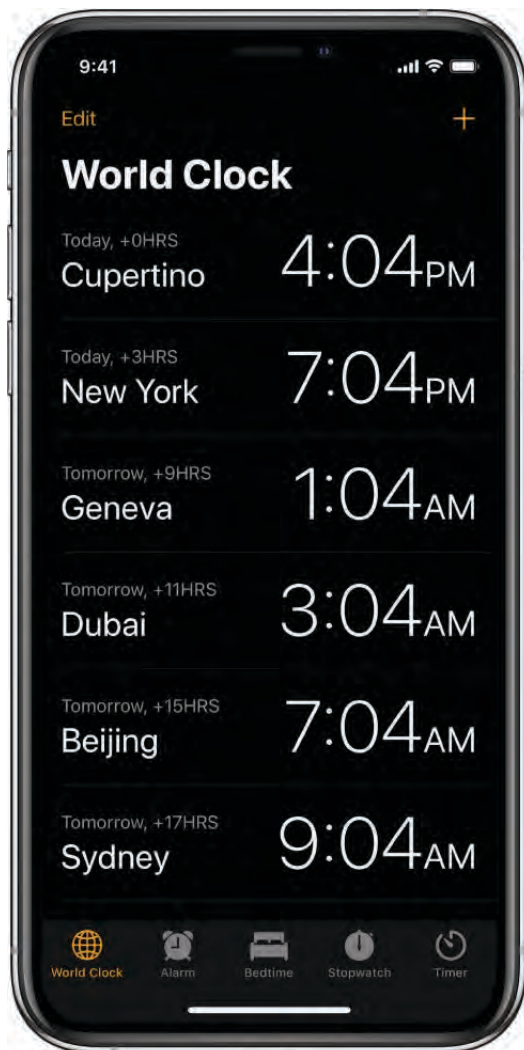 9:41
Edit
World Clock
Today, +0HRS
Cupertino 4:04PM
Today, +3HRS
New York 7:04PM
Tomorrow, +9HRS
Geneva 1:04AM
Tomorrow, +11HRS
Dubai 3:04AM
Tomorrow, +15HRS
Beijing 7:04AM
Tomorrow, +17HRS
Sydney 9:04AM
World Clock Alarm Bedtime Stopwatch Timer